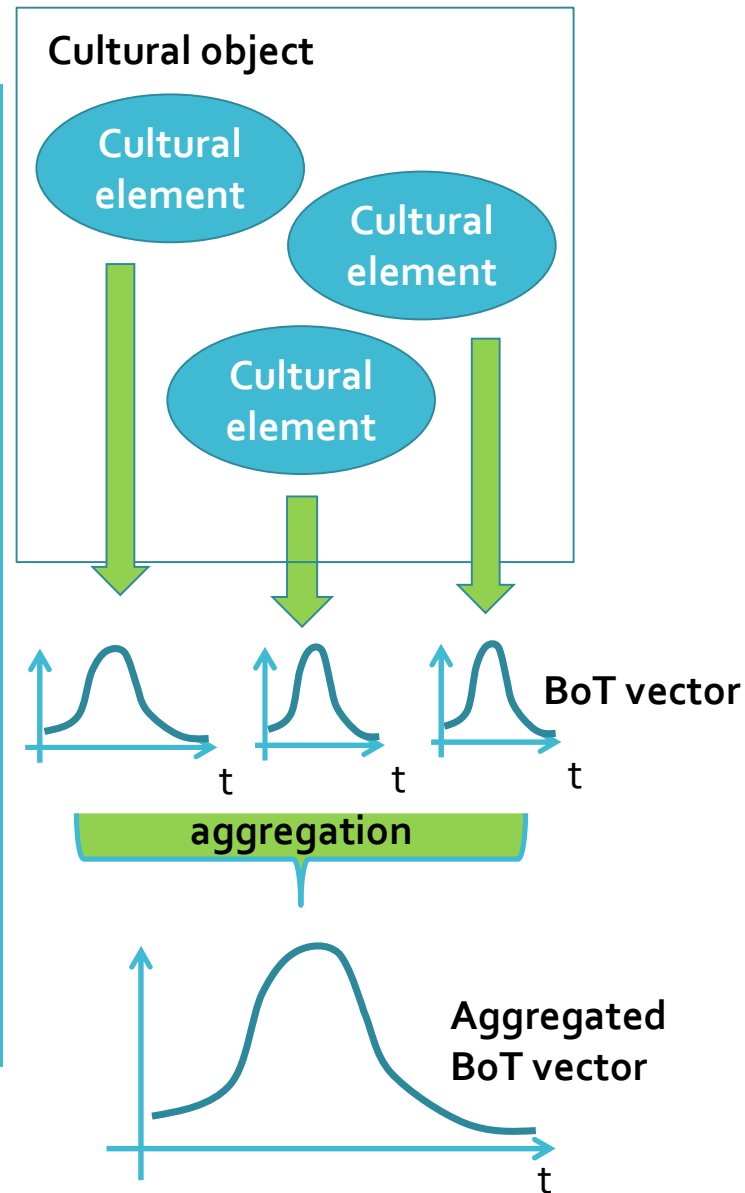 Cultural object
Cultural
element
Cultural
element
Cultural
element
BoT vector
t
t
t
aggregation
Aggregated
BoT vector
t